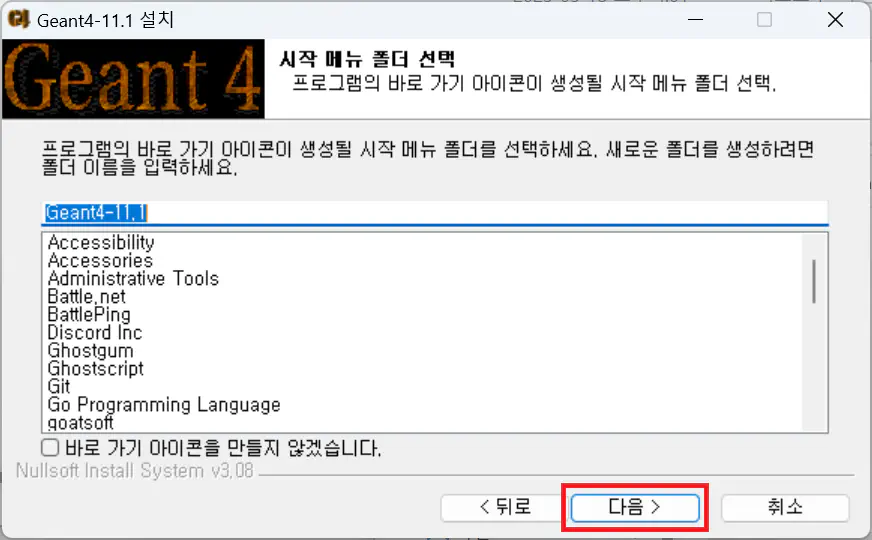 Geant4-11.1 설치
Geant 4
시작 메뉴 폴더 선택
프로그램의 바로 가기 아이콘이 생성될 시작 메뉴 폴더 선택.
프로그램의 바로 가기 아이콘이 생성될 시작 메뉴 폴더를 선택하세요. 새로운 폴더를 생성하려면
폴더 이름을 입력하세요.
Geant4-11.1
Accessibility
Accessories
Administrative Tools
Battle.net
BattlePing
Discord Inc
Ghostgum
Ghostscript
Git
Go Programming Language
goatsoft
바로 가기 아이콘을 만들지 않겠습니다.
Nullsoft Install System v3.08
< 뒤로
다음 >
취소